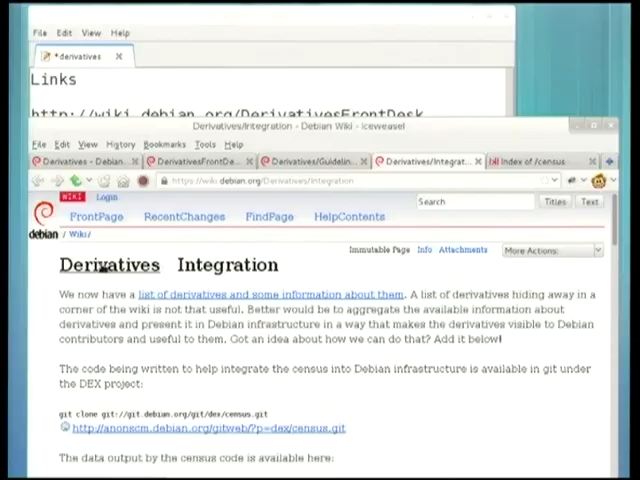 File Edit View Help
*derivatives
Links
http://wiki.debian.org/DerivativesFrontDesk
Derivatives/Integration - Debian Wiki - Iceweasel
File Edit View History Bookmarks Tools Help
Derivatives - Debian... DerivativesFrontDe... Derivatives/Guidelin... Derivatives/Integrat... Index of /census
https://wiki.debian.org/Derivatives/Integration
WIKI Login
Search Titles Text
FrontPage RecentChanges FindPage HelpContents
debian / Wiki/
Immutable Page Info Attachments More Actions:
Derivatives Integration
We now have a list of derivatives and some information about them. A list of derivatives hiding away in a
corner of the wiki is not that useful. Better would be to aggregate the available information about
derivatives and present it in Debian infrastructure in a way that makes the derivatives visible to Debian
contributors and useful to them. Got an idea about how we can do that? Add it below!
The code being written to help integrate the census into Debian infrastructure is available in git under
the DEX project:
git clone git://git.debian.org/git/dex/census.git
http://anonscm.debian.org/gitweb/?p=dex/census.git
The data output by the census code is available here: